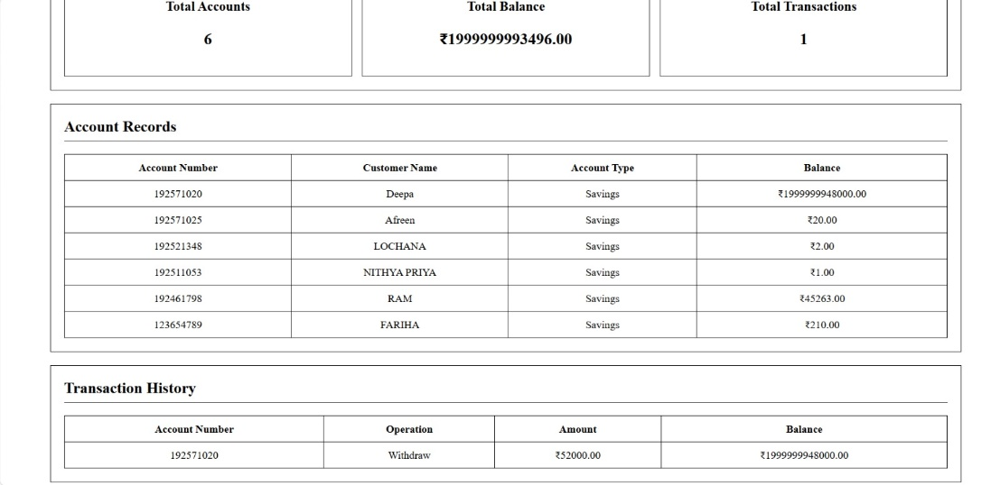 Total Accounts Total Balance Total Transactions
6 ₹1999999993496.00 1
Account Records
Account Number Customer Name Account Type Balance
192571020 Deepa Savings ₹1999999948000.00
192571025 Afreen Savings ₹20.00
192521348 LOCHANA Savings ₹2.00
192511053 NITHYA PRIYA Savings ₹1.00
192461798 RAM Savings ₹45263.00
123654789 FARIHA Savings ₹210.00
Transaction History
Account Number Operation Amount Balance
192571020 Withdraw ₹52000.00 ₹1999999948000.00